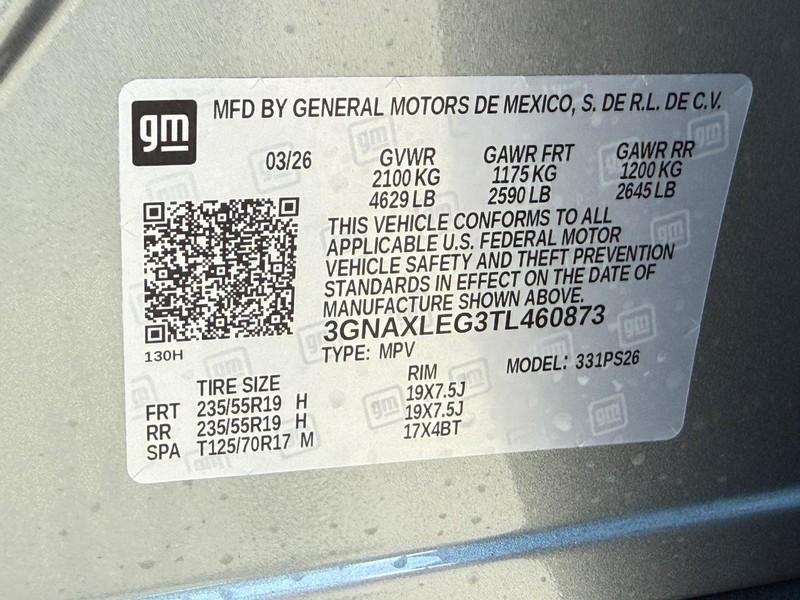 gm MFD BY GENERAL MOTORS DE MEXICO, S. DE R.L. DE C.V.
03/26 GVWR GAWR FRT GAWR RR
2100 KG 1175 KG 1200 KG
4629 LB 2590 LB 2645 LB
THIS VEHICLE CONFORMS TO ALL
APPLICABLE U.S. FEDERAL MOTOR
VEHICLE SAFETY AND THEFT PREVENTION
STANDARDS IN EFFECT ON THE DATE OF
MANUFACTURE SHOWN ABOVE.
3GNAXLEG3TL460873
130H
TYPE: MPV MODEL: 331PS26
TIRE SIZE RIM
FRT 235/55R19 H 19X7.5J
RR 235/55R19 H 19X7.5J
SPA T125/70R17 M 17X4BT